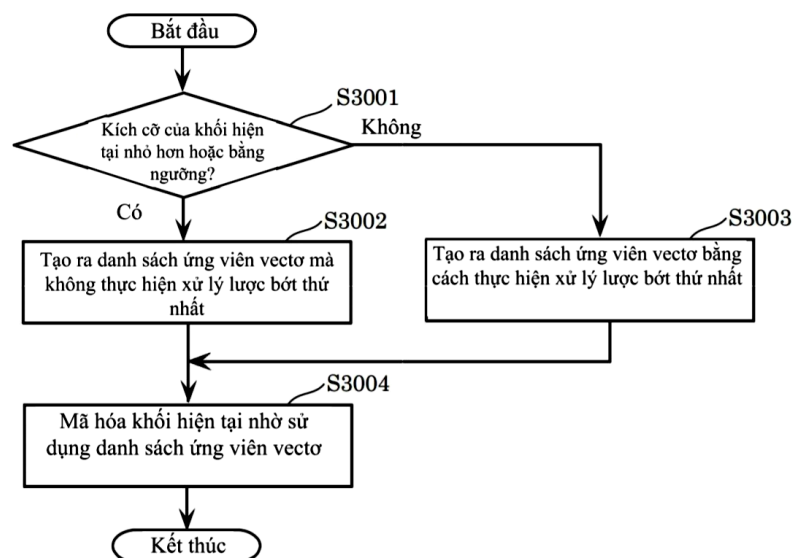 Bắt đầu
S3001
Kích cỡ của khối hiện
tại nhỏ hơn hoặc bằng
ngưỡng?
Không
Có
S3002
S3003
Tạo ra danh sách ứng viên vectơ mà
không thực hiện xử lý lược bớt thứ
nhất
Tạo ra danh sách ứng viên vectơ bằng
cách thực hiện xử lý lược bớt thứ nhất
S3004
Mã hóa khối hiện tại nhờ sử
dụng danh sách ứng viên vectơ
Kết thúc